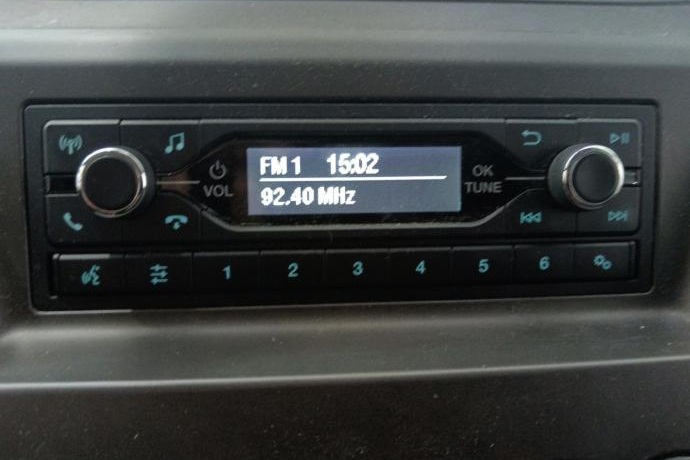 FM 1 15:02
92.40 MHz
VOL
OK
TUNE
1 2 3 4 5 6